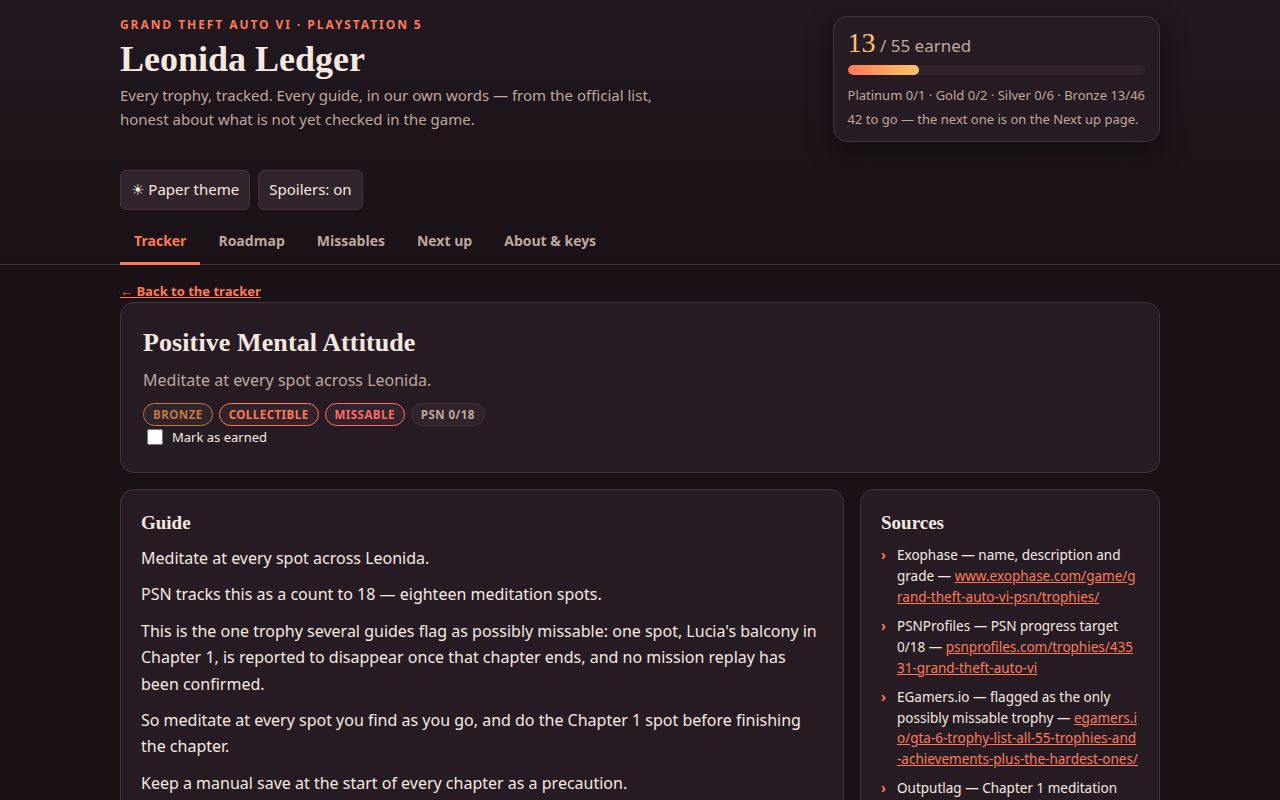 GRAND THEFT AUTO VI · PLAYSTATION 5
Leonida Ledger
Every trophy, tracked. Every guide, in our own words — from the official list,
honest about what is not yet checked in the game.
13 / 55 earned
Platinum 0/1 · Gold 0/2 · Silver 0/6 · Bronze 13/46
42 to go — the next one is on the Next up page.
☀ Paper theme
Spoilers: on
Tracker
Roadmap
Missables
Next up
About & keys
← Back to the tracker
Positive Mental Attitude
Meditate at every spot across Leonida.
BRONZE
COLLECTIBLE
MISSABLE
PSN 0/18
Mark as earned
Guide
Meditate at every spot across Leonida.
PSN tracks this as a count to 18 — eighteen meditation spots.
This is the one trophy several guides flag as possibly missable: one spot, Lucia's balcony in
Chapter 1, is reported to disappear once that chapter ends, and no mission replay has
been confirmed.
So meditate at every spot you find as you go, and do the Chapter 1 spot before finishing
the chapter.
Keep a manual save at the start of every chapter as a precaution.
Sources
› Exophase — name, description and
grade — www.exophase.com/game/g
rand-theft-auto-vi-psn/trophies/
› PSNProfiles — PSN progress target
0/18 — psnprofiles.com/trophies/435
31-grand-theft-auto-vi
› EGamers.io — flagged as the only
possibly missable trophy — egamers.i
o/gta-6-trophy-list-all-55-trophies-and
-achievements-plus-the-hardest-ones/
› Outputlag — Chapter 1 meditation